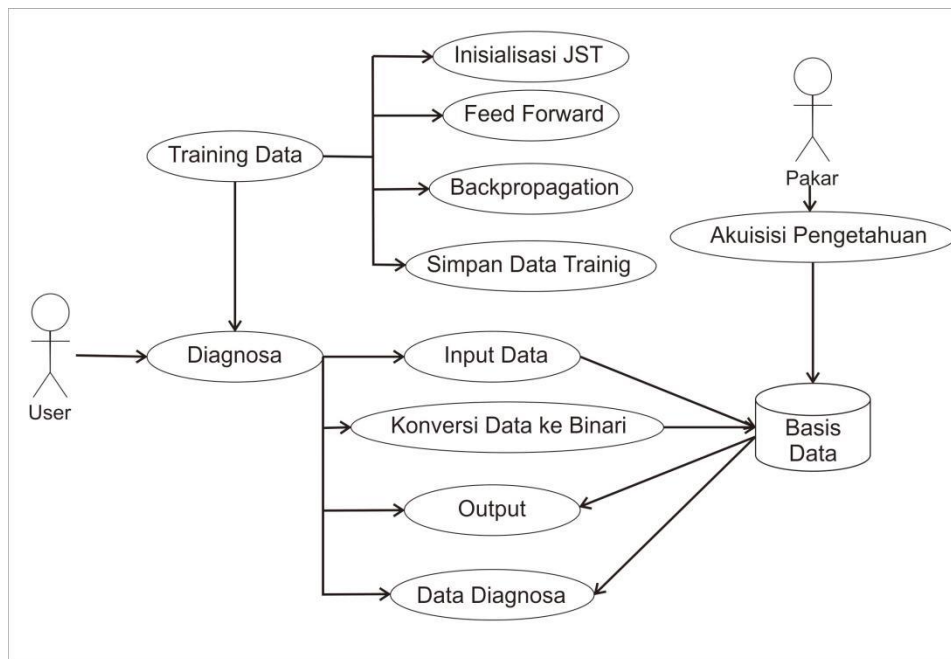 Inisialisasi JST
Feed Forward
Training Data
Backpropagation
Pakar
Akuisisi Pengetahuan
Simpan Data Trainig
Diagnosa
Input Data
User
Konversi Data ke Binari
Basis
Data
Output
Data Diagnosa